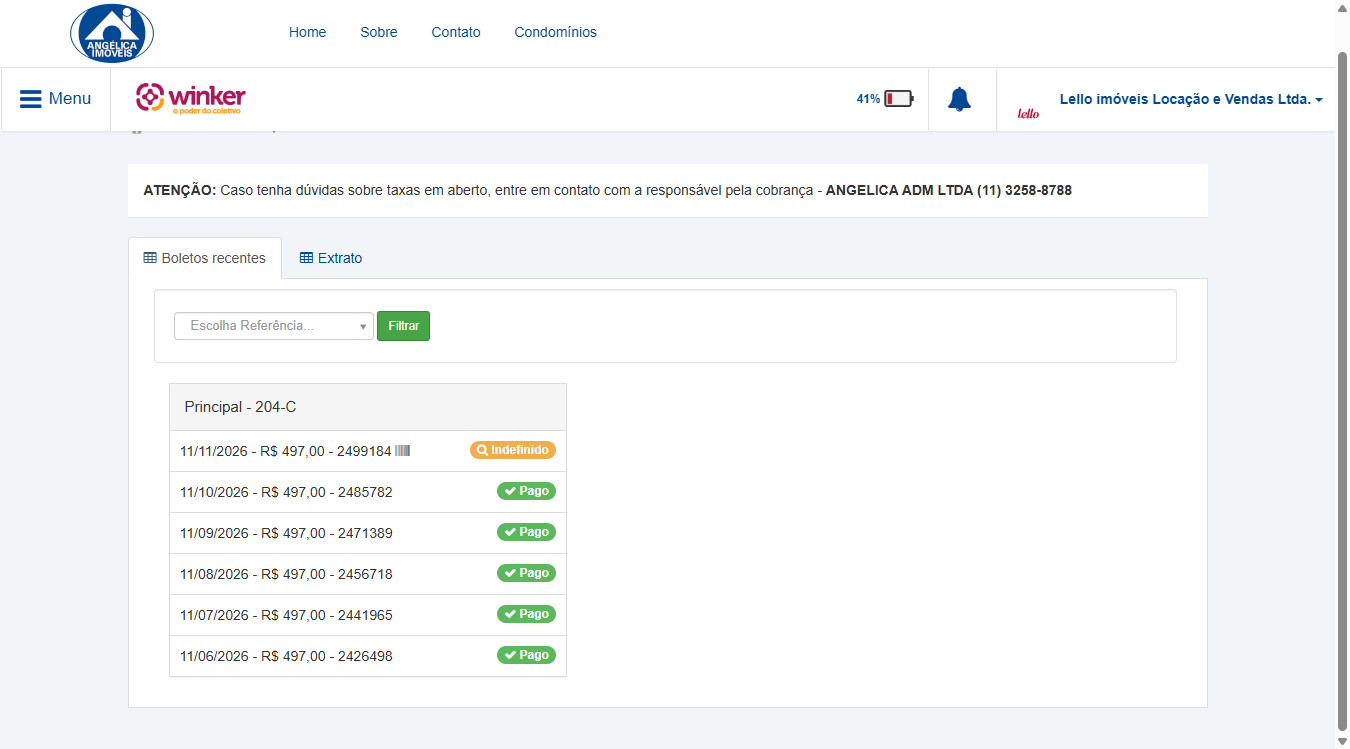 ANGÉLICA
IMÓVEIS
Home Sobre Contato Condomínios
Menu
winker
o poder do coletivo
41%
lello
Lello imóveis Locação e Vendas Ltda.
ATENÇÃO: Caso tenha dúvidas sobre taxas em aberto, entre em contato com a responsável pela cobrança - ANGELICA ADM LTDA (11) 3258-8788
Boletos recentes Extrato
Escolha Referência... Filtrar
Principal - 204-C
11/11/2026 - R$ 497,00 - 2499184 Indefinido
11/10/2026 - R$ 497,00 - 2485782 Pago
11/09/2026 - R$ 497,00 - 2471389 Pago
11/08/2026 - R$ 497,00 - 2456718 Pago
11/07/2026 - R$ 497,00 - 2441965 Pago
11/06/2026 - R$ 497,00 - 2426498 Pago